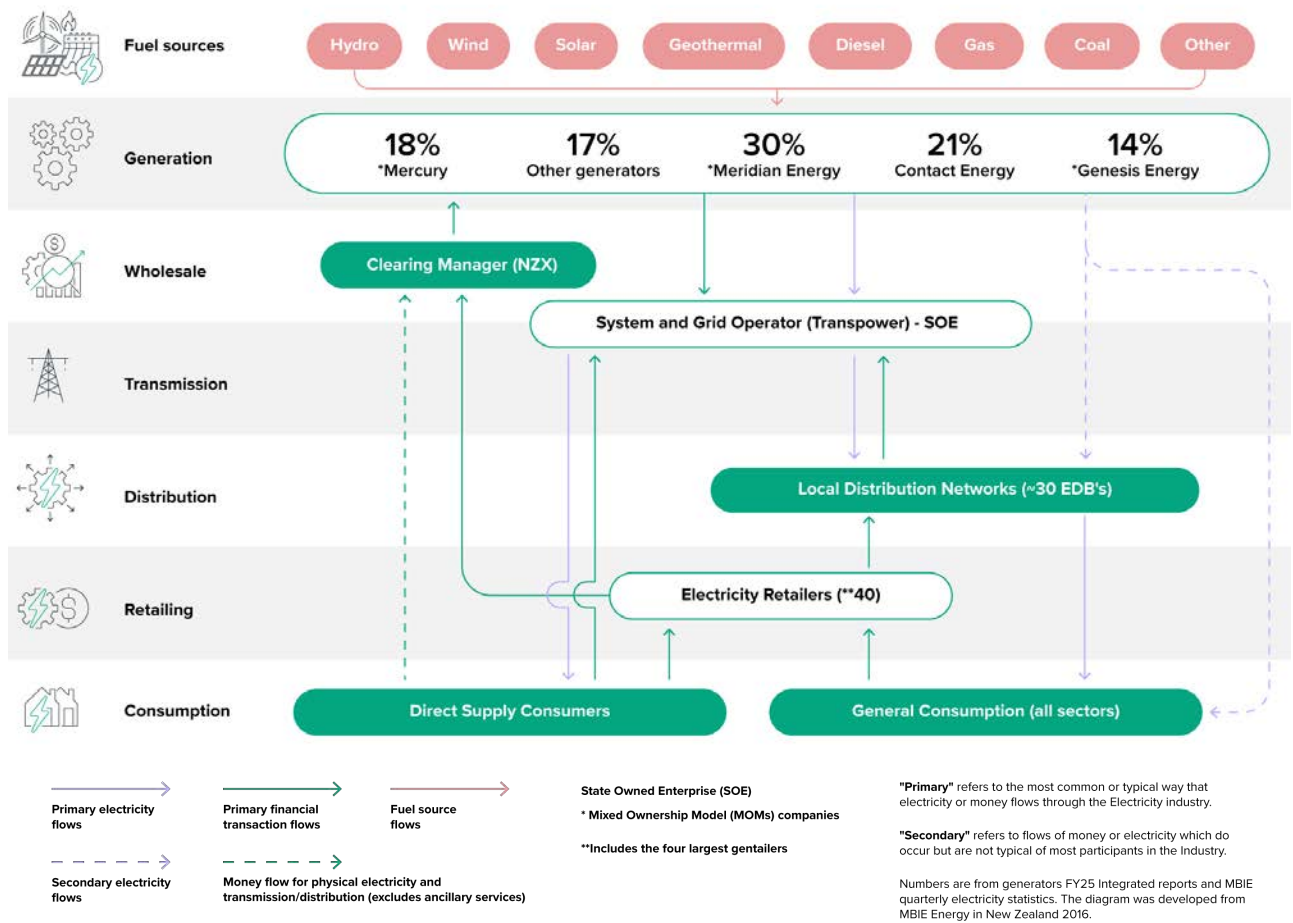 Fuel sources
Hydro
Wind
Solar
Geothermal
Diesel
Gas
Coal
Other
Generation
18%
*Mercury
17%
Other generators
30%
*Meridian Energy
21%
Contact Energy
14%
*Genesis Energy
Wholesale
Clearing Manager (NZX)
System and Grid Operator (Transpower) - SOE
Transmission
Distribution
Local Distribution Networks (~30 EDB's)
Retailing
Electricity Retailers (**40)
Consumption
Direct Supply Consumers
General Consumption (all sectors)
Primary electricity
flows
Primary financial
transaction flows
Fuel source
flows
Secondary electricity
flows
Money flow for physical electricity and
transmission/distribution (excludes ancillary services)
State Owned Enterprise (SOE)
* Mixed Ownership Model (MOMs) companies
**Includes the four largest gentailers
"Primary" refers to the most common or typical way that
electricity or money flows through the Electricity industry.
"Secondary" refers to flows of money or electricity which do
occur but are not typical of most participants in the Industry.
Numbers are from generators FY25 Integrated reports and MBIE
quarterly electricity statistics. The diagram was developed from
MBIE Energy in New Zealand 2016.